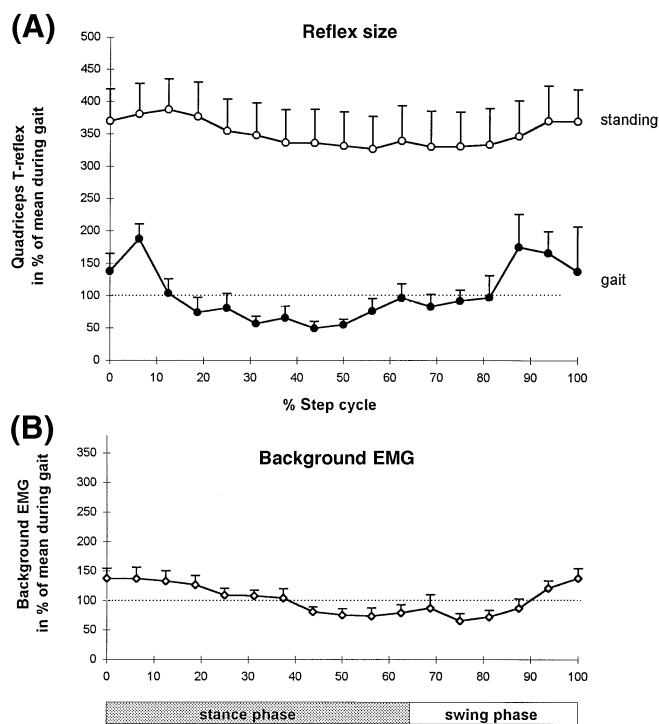 (A)
Reflex size
Quadriceps T-reflex
in % of mean during gait
500
450
400
350
300
250
200
150
100
50
0
standing
gait
0 10 20 30 40 50 60 70 80 90 100
% Step cycle
(B)
Background EMG
Background EMG
in % of mean during gait
350
300
250
200
150
100
50
0
0 10 20 30 40 50 60 70 80 90 100
stance phase swing phase